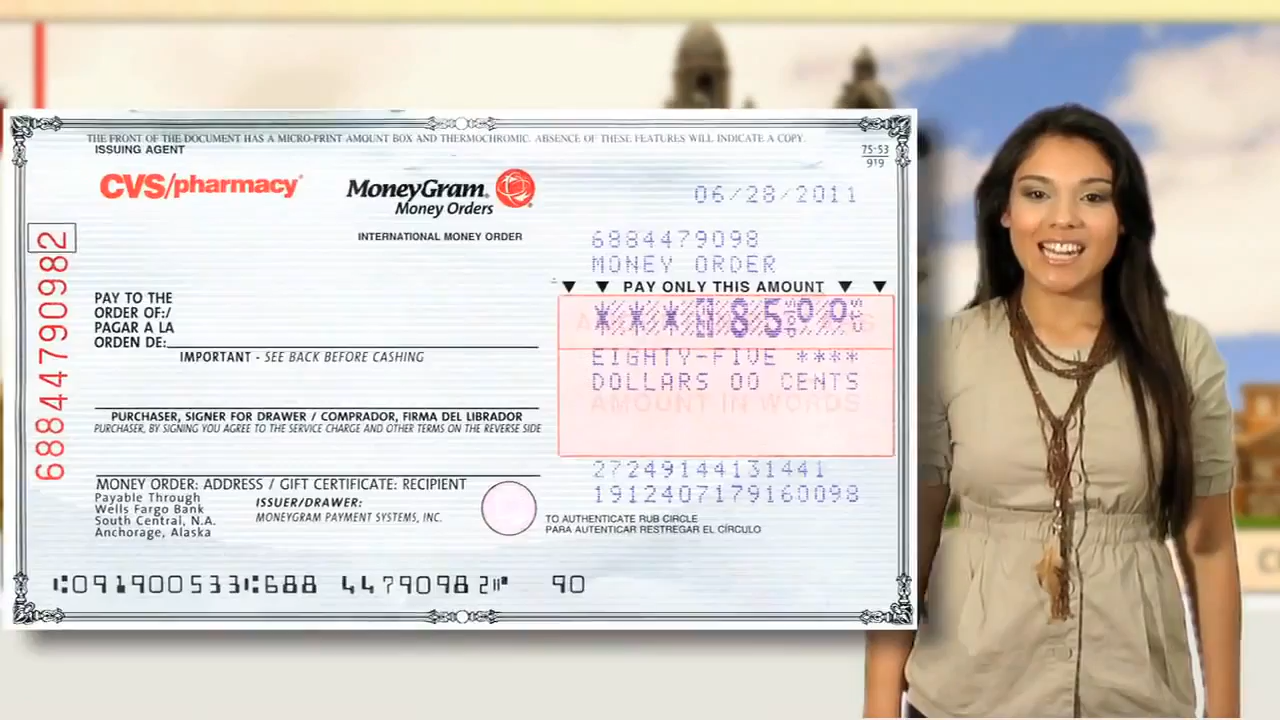 THE FRONT OF THE DOCUMENT HAS A MICRO-PRINT AMOUNT BOX AND THERMOCHROMIC. ABSENCE OF THESE FEATURES WILL INDICATE A COPY.
ISSUING AGENT
75-53
919
CVS/pharmacy
MoneyGram.
Money Orders
INTERNATIONAL MONEY ORDER
06/28/2011
68844790982
6884479098
MONEY ORDER
PAY ONLY THIS AMOUNT
PAY TO THE
ORDER OF:/
PAGAR A LA
ORDEN DE:
***85 00
EIGHTY-FIVE ****
DOLLARS 00 CENTS
AMOUNT IN WORDS
IMPORTANT - SEE BACK BEFORE CASHING
PURCHASER, SIGNER FOR DRAWER / COMPRADOR, FIRMA DEL LIBRADOR
PURCHASER, BY SIGNING YOU AGREE TO THE SERVICE CHARGE AND OTHER TERMS ON THE REVERSE SIDE
27249144131441
1912407179160098
MONEY ORDER: ADDRESS / GIFT CERTIFICATE: RECIPIENT
Payable Through
Wells Fargo Bank
South Central, N.A.
Anchorage, Alaska
ISSUER/DRAWER:
MONEYGRAM PAYMENT SYSTEMS, INC.
TO AUTHENTICATE RUB CIRCLE
PARA AUTENTICAR RESTREGAR EL CÍRCULO
⑆091900533⑆688 44790982⑈ 90